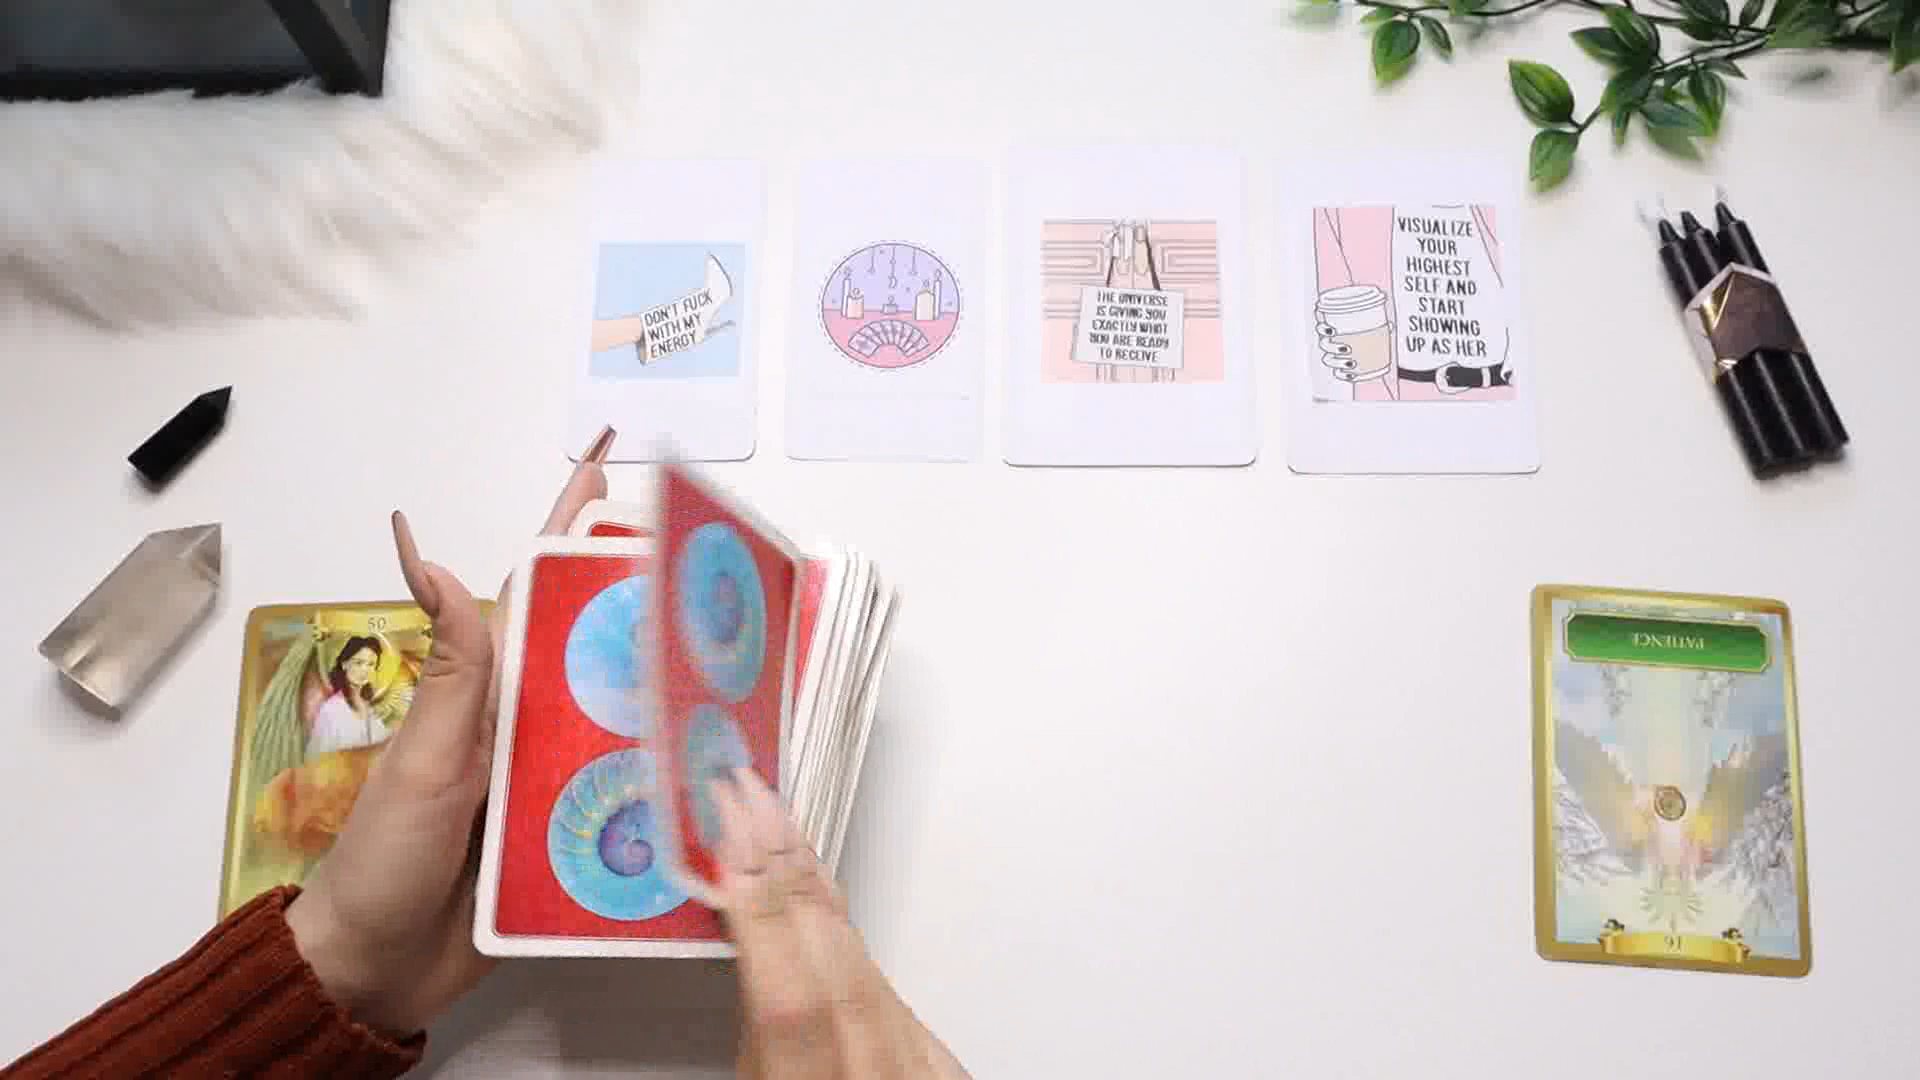 DON'T FUCK
WITH MY
ENERGY
THE UNIVERSE
IS GIVING YOU
EXACTLY WHAT
YOU ARE READY
TO RECEIVE
VISUALIZE
YOUR
HIGHEST
SELF AND
START
SHOWING
UP AS HER
50
PATIENCE
16